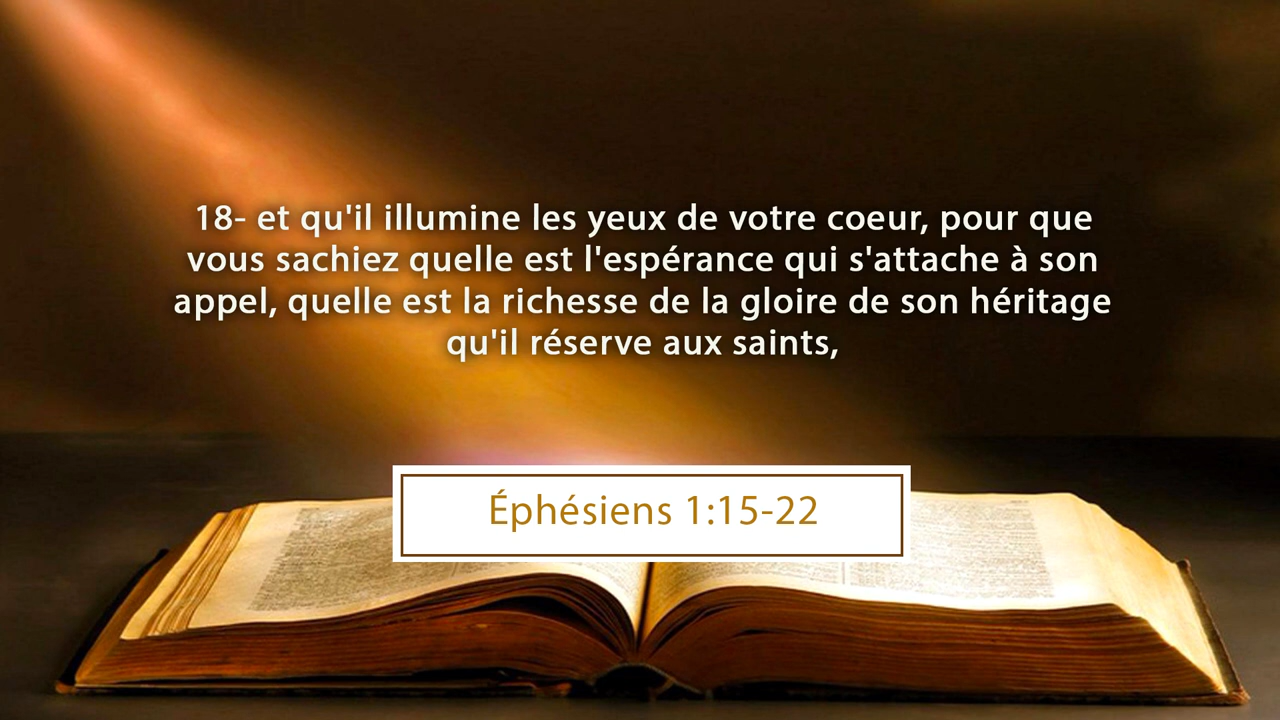 18- et qu'il illumine les yeux de votre coeur, pour que
vous sachiez quelle est l'espérance qui s'attache à son
appel, quelle est la richesse de la gloire de son héritage
qu'il réserve aux saints,
Éphésiens 1:15-22